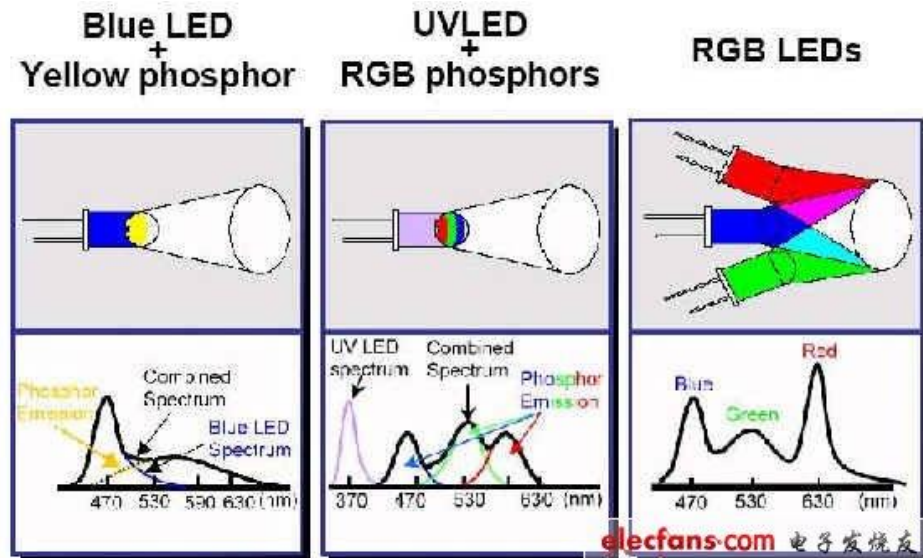 Blue LED
+
Yellow phosphor
UVLED
+
RGB phosphors
RGB LEDs
Phosphor
Emission
Combined
Spectrum
Blue LED
Spectrum
470 530 590 630 (nm)
UV LED
spectrum
Combined
Spectrum
Phosphor
Emission
370 470 530 630 (nm)
Blue
Green
Red
470 530 630 (nm)
elecfans.com 电子发烧友